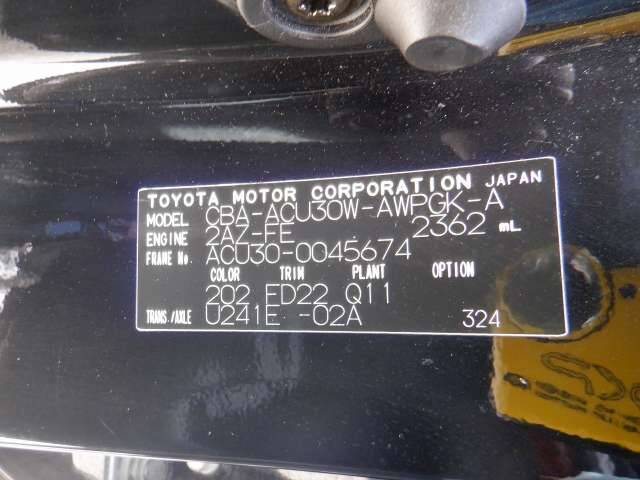 TOYOTA MOTOR CORPORATION JAPAN
MODEL CBA-ACU30W-AWPGK-A
ENGINE 2AZ-FE 2362 mL
FRAME No. ACU30-0045674
COLOR TRIM PLANT OPTION
202 FD22 Q11
TRANS./AXLE U241E -02A 324